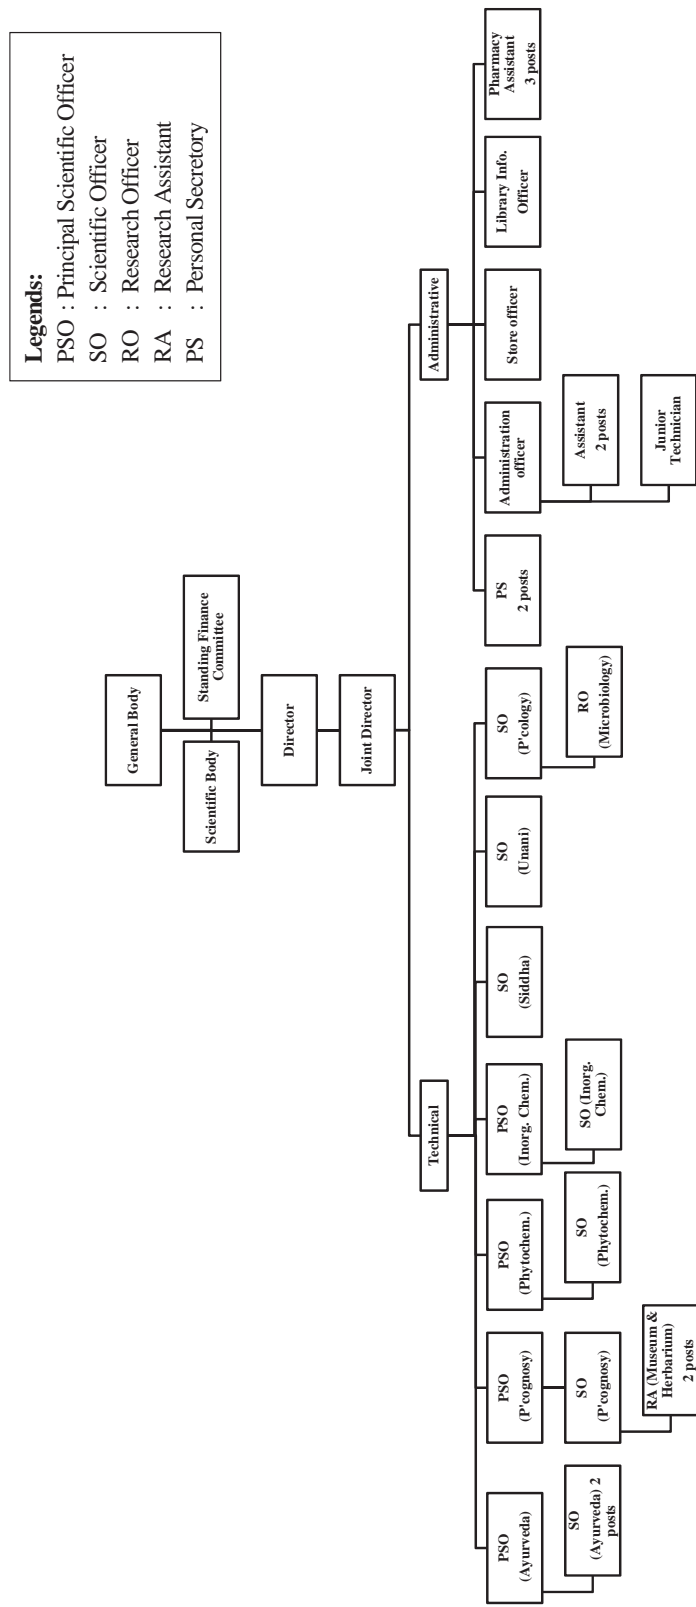 Legends:
PSO : Principal Scientific Officer
SO : Scientific Officer
RO : Research Officer
RA : Research Assistant
PS : Personal Secretory
General Body
Scientific Body
Standing Finance
Committee
Director
Joint Director
Technical
Administrative
PSO
(Ayurveda)
PSO
(P'cognosy)
PSO
(Phytochem.)
PSO
(Inorg. Chem.)
SO
(Siddha)
SO
(Unani)
SO
(P'cology)
PS
2 posts
Administration
officer
Store officer
Library Info.
Officer
Pharmacy
Assistant
3 posts
SO
(Ayurveda) 2
posts
SO
(P'cognosy)
SO
(Phytochem.)
SO (Inorg.
Chem.)
RO
(Microbiology)
Assistant
2 posts
RA (Museum &
Herbarium)
2 posts
Junior
Technician